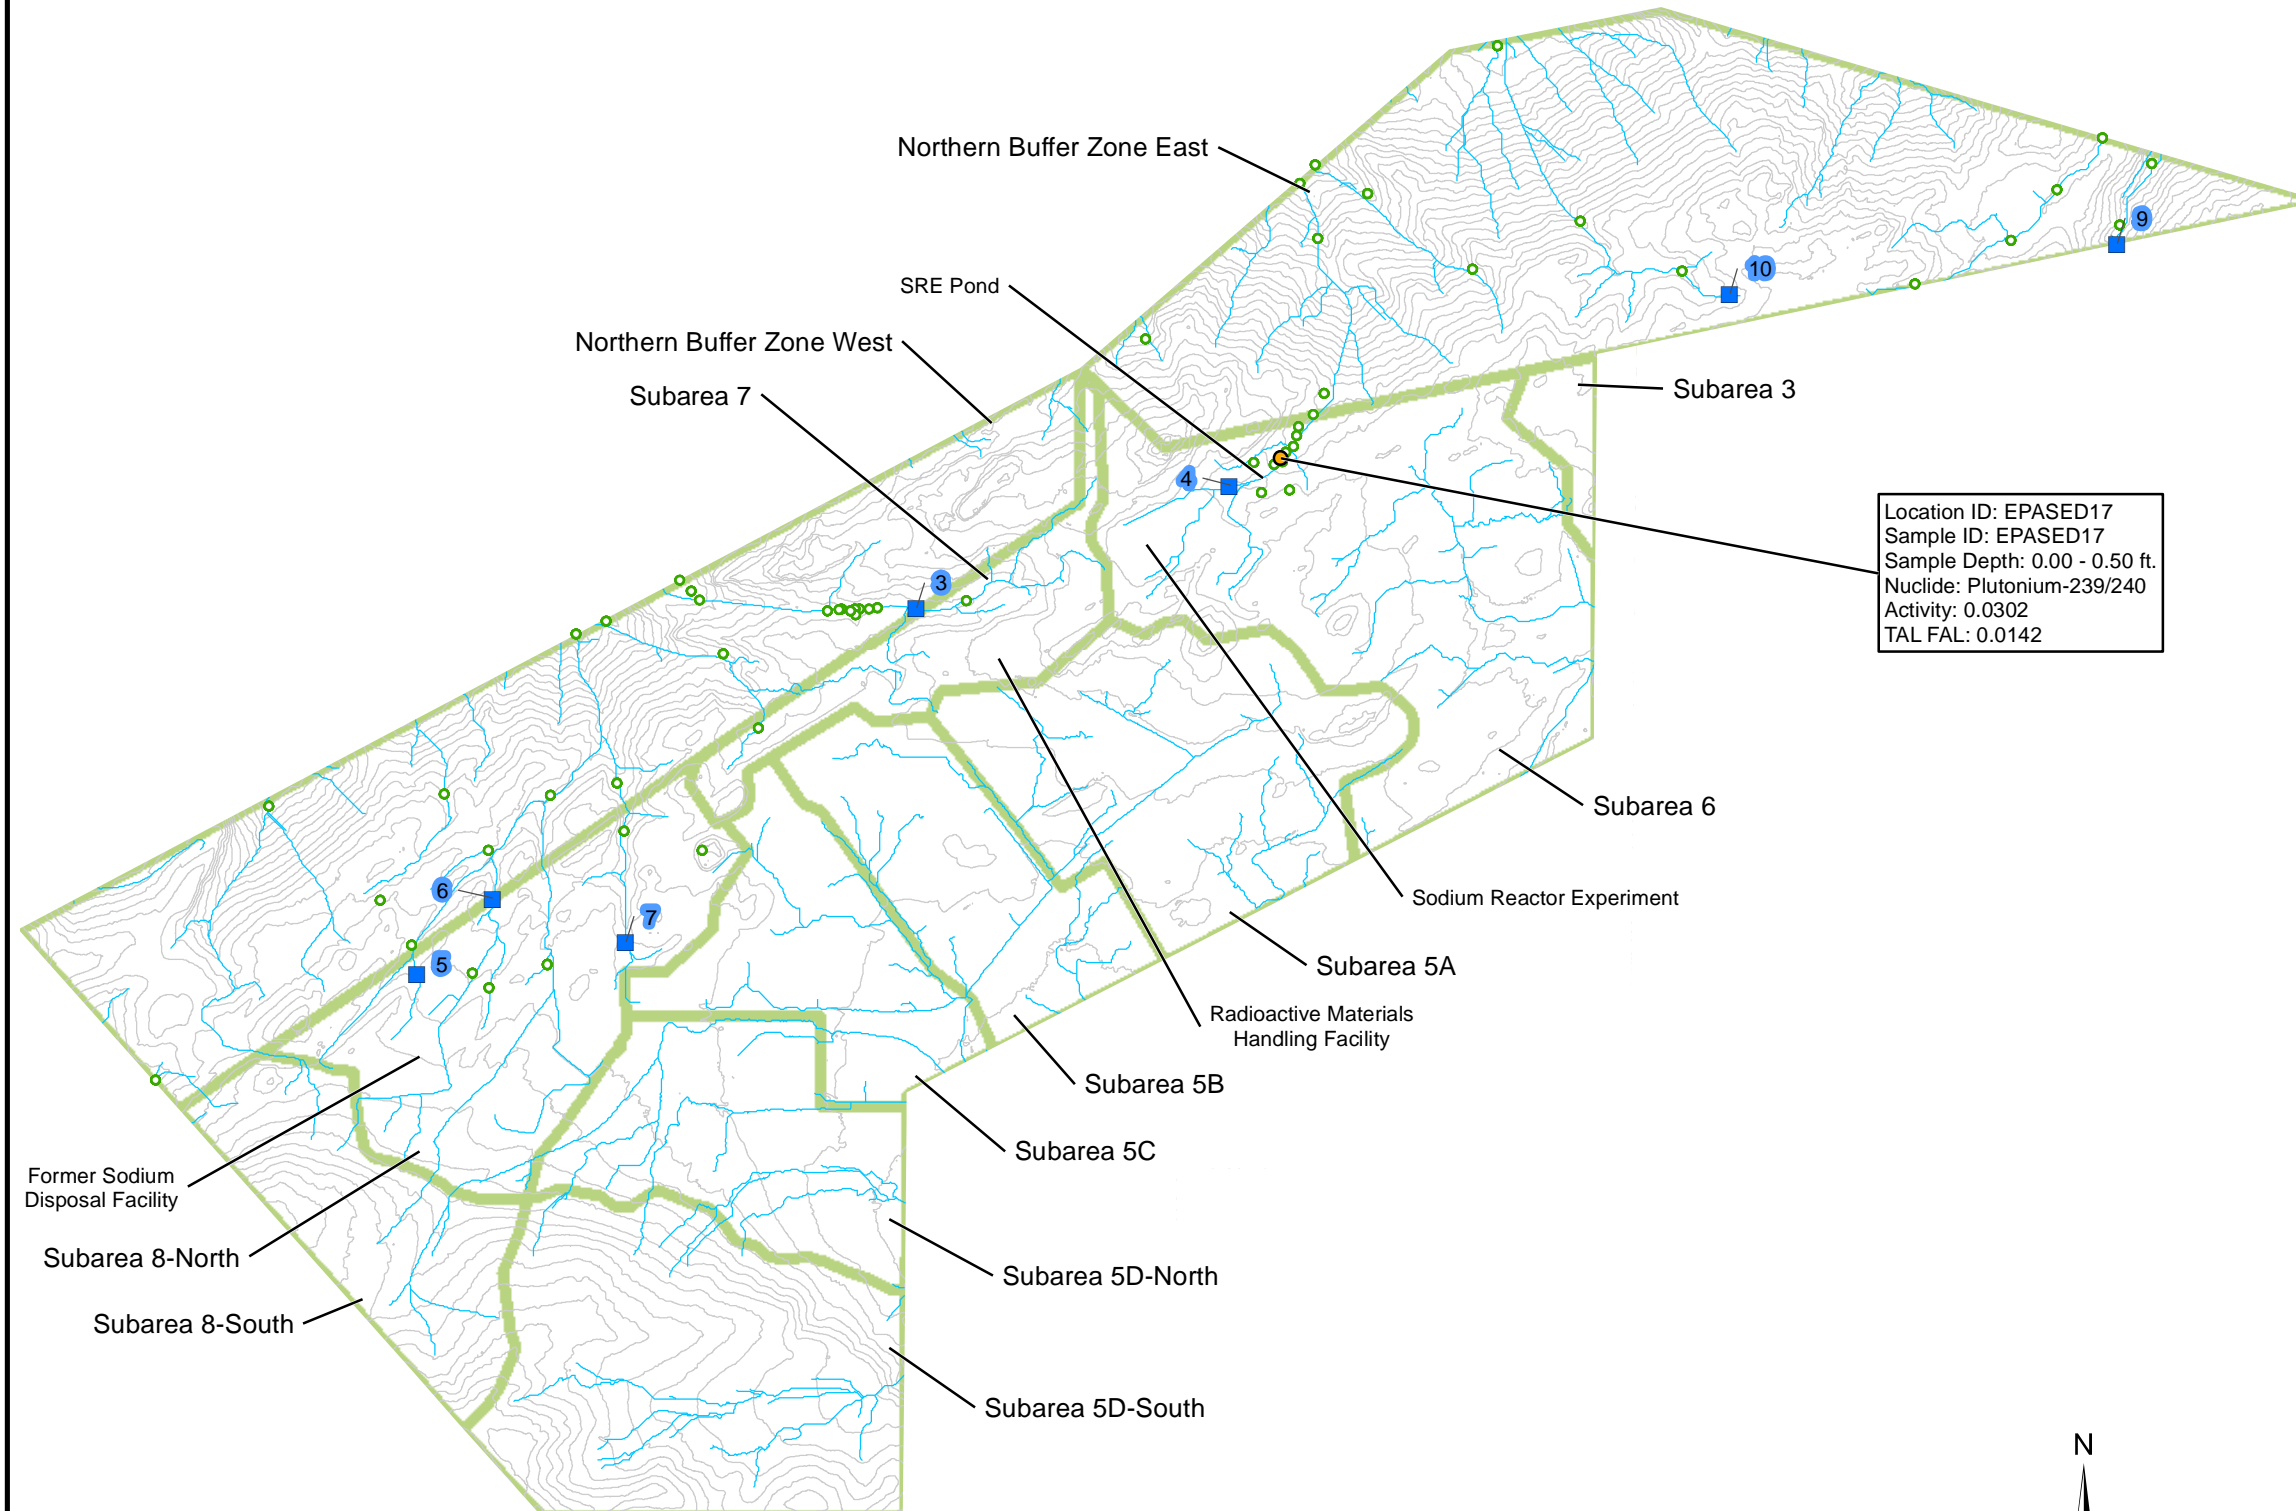 Northern Buffer Zone East
9
10
SRE Pond
Northern Buffer Zone West
Subarea 7
Subarea 3
4
Location ID: EPASED17
Sample ID: EPASED17
Sample Depth: 0.00 - 0.50 ft.
Nuclide: Plutonium-239/240
Activity: 0.0302
TAL FAL: 0.0142
3
Subarea 6
6
7
Sodium Reactor Experiment
5
Subarea 5A
Radioactive Materials
Handling Facility
Subarea 5B
Subarea 5C
Former Sodium
Disposal Facility
Subarea 8-North
Subarea 5D-North
Subarea 8-South
Subarea 5D-South
N